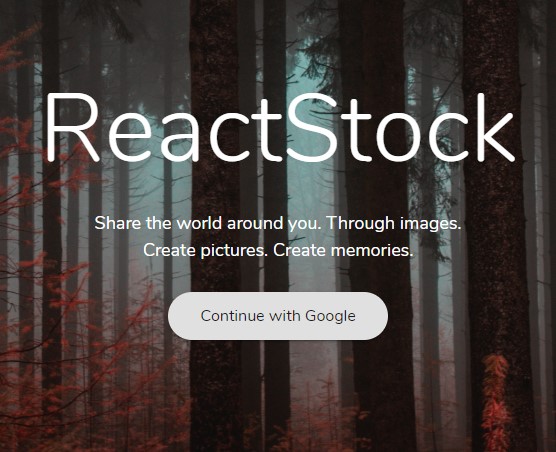 ReactStock
Share the world around you. Through images.
Create pictures. Create memories.
Continue with Google